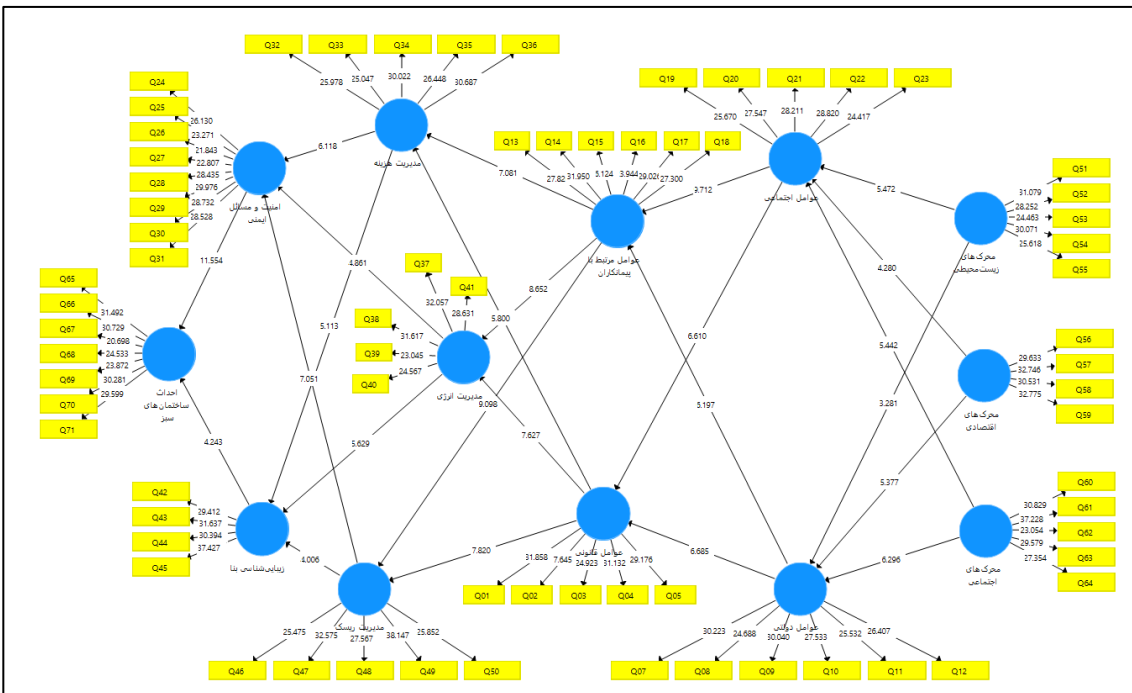 Q32
Q33
Q34
Q35
Q36
25.978
25.047
30.022
26.448
30.687
مدیریت هزینه
Q19
Q20
Q21
Q22
Q23
25.670
27.547
28.211
28.820
24.417
عوامل اجتماعی
Q24
Q25
Q26
Q27
Q28
Q29
Q30
Q31
26.130
23.271
21.843
22.807
28.435
29.976
28.732
28.528
امنیت و مسائل
ایمنی
6.118
7.081
Q13
Q14
Q15
Q16
Q17
Q18
27.82
31.950
3.944
27.300
عوامل مرتبط با
پیمانکاران
9.712
5.472
Q51
Q52
Q53
Q54
Q55
31.079
28.252
24.463
30.071
25.618
محرک‌های
زیست‌محیطی
11.554
4.861
8.652
5.800
6.610
4.280
5.442
3.281
5.113
7.051
9.098
5.197
5.377
Q37
Q41
Q38
Q39
Q40
32.057
28.631
31.617
23.045
24.567
مدیریت انرژی
Q65
Q66
Q67
Q68
Q69
Q70
Q71
31.492
30.729
20.698
24.533
23.872
30.281
29.599
احداث
ساختمان‌های
سبز
Q56
Q57
Q58
Q59
29.633
32.746
30.531
32.775
محرک‌های
اقتصادی
4.243
5.629
7.627
Q42
Q43
Q44
Q45
29.412
31.637
30.394
37.427
زیبایی‌شناسی بنا
4.006
7.820
6.685
6.296
عوامل قانونی
31.858
7.645
24.923
31.132
29.176
Q01
Q02
Q03
Q04
Q05
Q60
Q61
Q62
Q63
Q64
30.829
37.228
23.054
29.579
27.354
محرک‌های
اجتماعی
مدیریت ریسک
25.475
32.575
27.567
38.147
25.852
Q46
Q47
Q48
Q49
Q50
عوامل دولتی
30.223
24.688
30.040
27.533
25.532
26.407
Q07
Q08
Q09
Q10
Q11
Q12